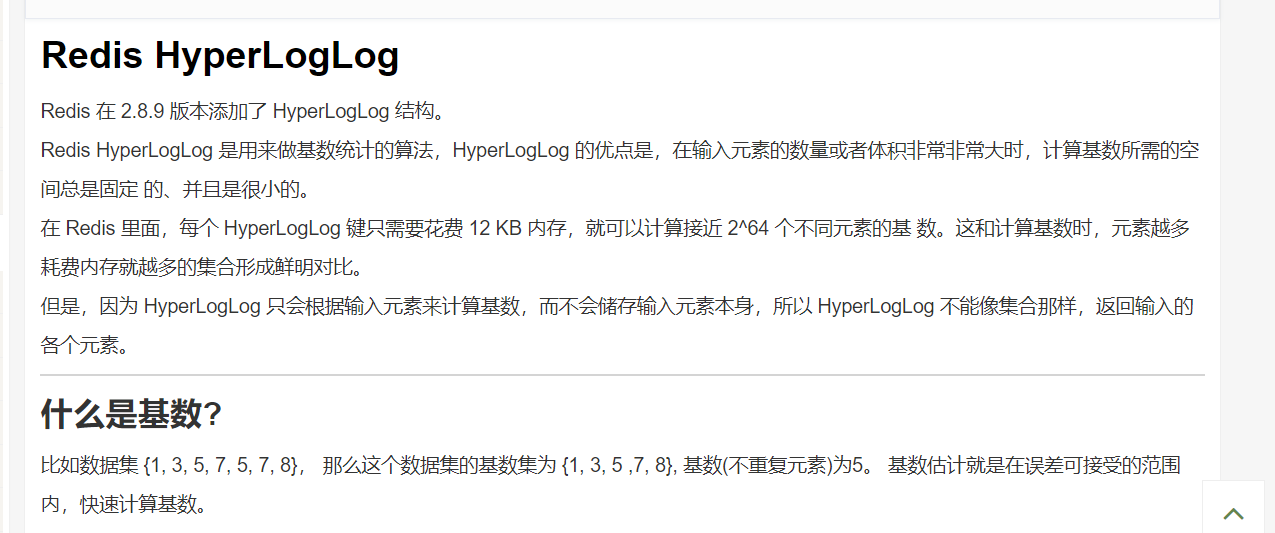 Redis HyperLogLog
Redis 在 2.8.9 版本添加了 HyperLogLog 结构。
Redis HyperLogLog 是用来做基数统计的算法，HyperLogLog 的优点是，在输入元素的数量或者体积非常非常大时，计算基数所需的空
间总是固定 的、并且是很小的。
在 Redis 里面，每个 HyperLogLog 键只需要花费 12 KB 内存，就可以计算接近 2^64 个不同元素的基 数。这和计算基数时，元素越多
耗费内存就越多的集合形成鲜明对比。
但是，因为 HyperLogLog 只会根据输入元素来计算基数，而不会储存输入元素本身，所以 HyperLogLog 不能像集合那样，返回输入的
各个元素。
什么是基数?
比如数据集 {1, 3, 5, 7, 5, 7, 8}， 那么这个数据集的基数集为 {1, 3, 5 ,7, 8}, 基数(不重复元素)为5。 基数估计就是在误差可接受的范围
内，快速计算基数。